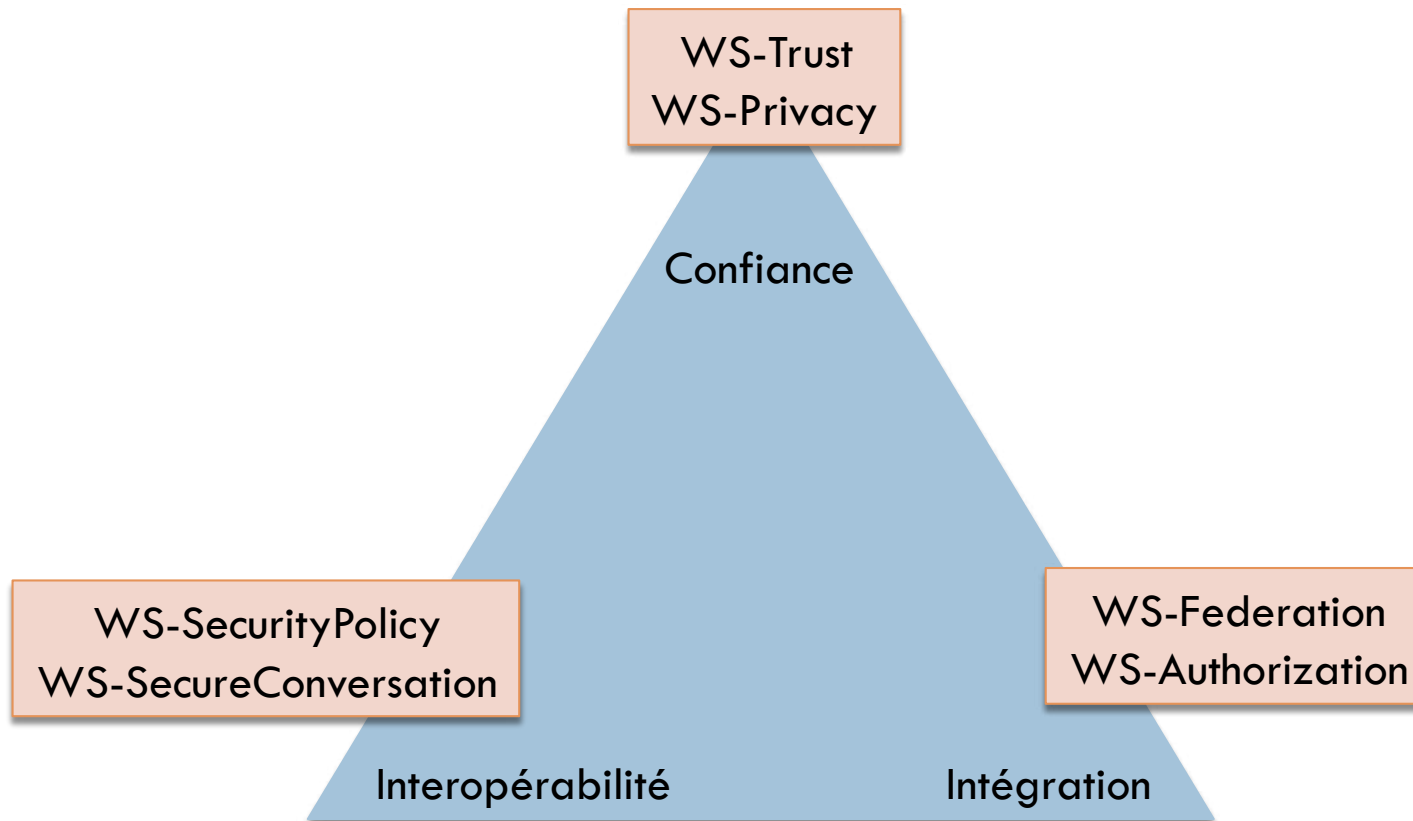 WS-Trust
WS-Privacy
Confiance
WS-SecurityPolicy
WS-SecureConversation
WS-Federation
WS-Authorization
Interopérabilité
Intégration